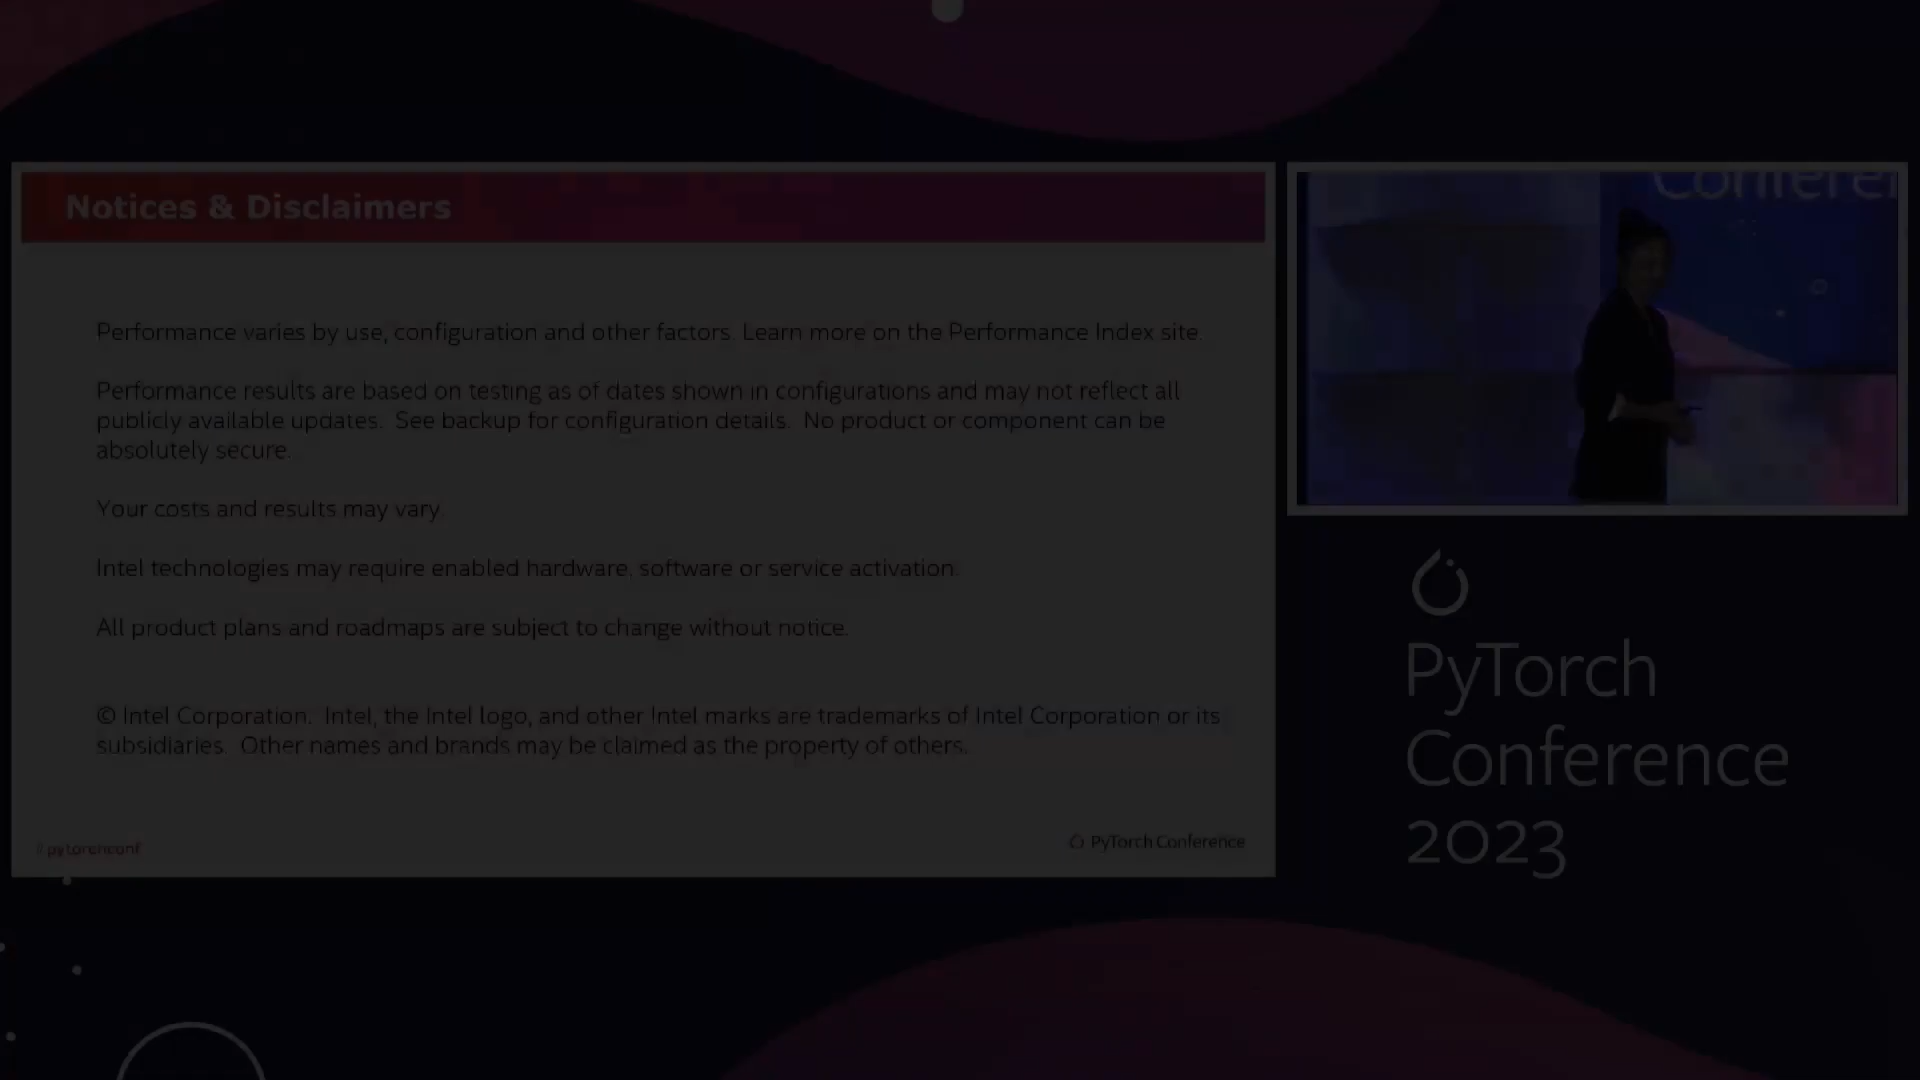 Notices & Disclaimers
Performance varies by use, configuration and other factors. Learn more on the Performance Index site.
Performance results are based on testing as of dates shown in configurations and may not reflect all
publicly available updates. See backup for configuration details. No product or component can be
absolutely secure.
Your costs and results may vary.
Intel technologies may require enabled hardware, software or service activation.
All product plans and roadmaps are subject to change without notice.
© Intel Corporation. Intel, the Intel logo, and other Intel marks are trademarks of Intel Corporation or its
subsidiaries. Other names and brands may be claimed as the property of others.
#pytorchconf
PyTorch Conference
Conferen
PyTorch
Conference
2023